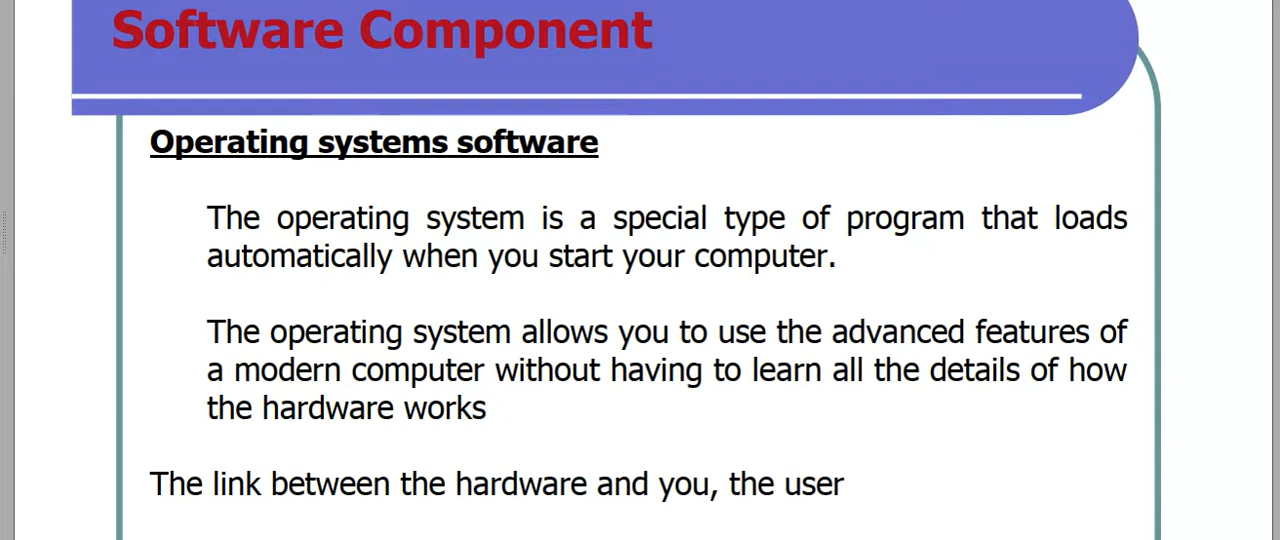 Software Component
Operating systems software
The operating system is a special type of program that loads
automatically when you start your computer.
The operating system allows you to use the advanced features of
a modern computer without having to learn all the details of how
the hardware works
The link between the hardware and you, the user